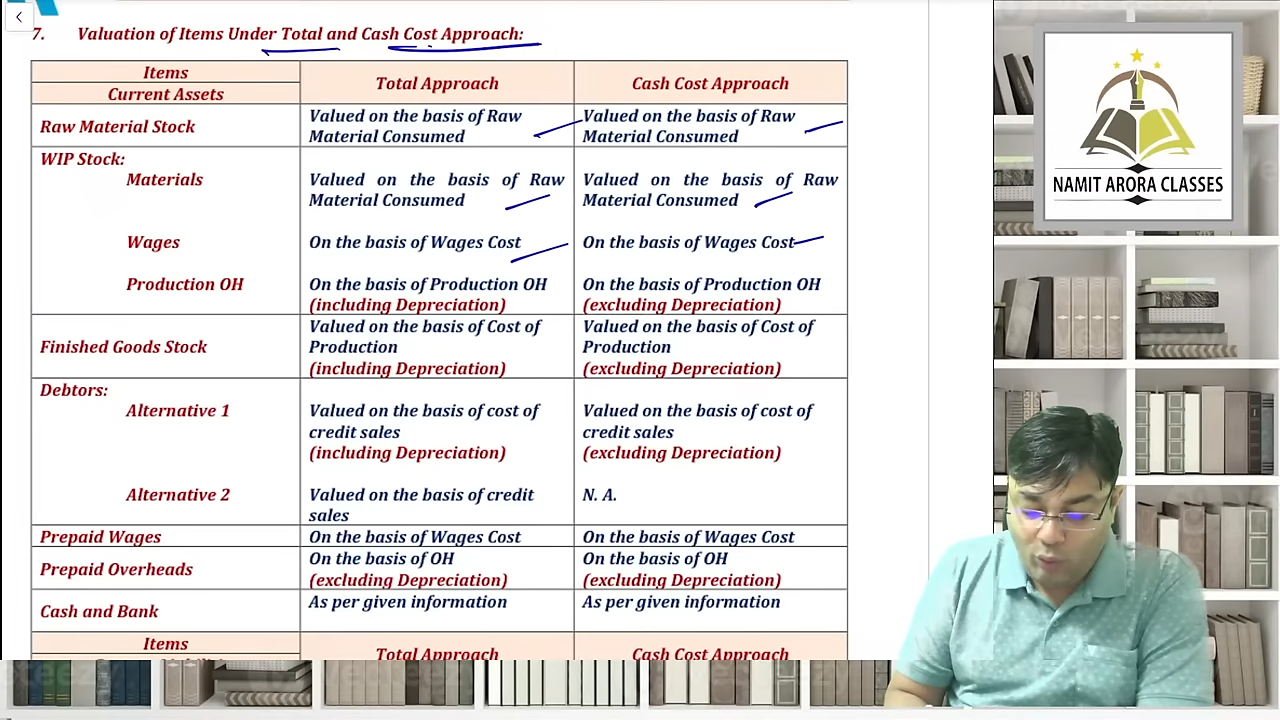 7. Valuation of Items Under Total and Cash Cost Approach:
Items
Current Assets
Total Approach
Cash Cost Approach
Raw Material Stock
Valued on the basis of Raw
Material Consumed
Valued on the basis of Raw
Material Consumed
WIP Stock:
Materials
Valued on the basis of Raw
Material Consumed
Valued on the basis of Raw
Material Consumed
Wages
On the basis of Wages Cost
On the basis of Wages Cost
Production OH
On the basis of Production OH
(including Depreciation)
On the basis of Production OH
(excluding Depreciation)
Finished Goods Stock
Valued on the basis of Cost of
Production
(including Depreciation)
Valued on the basis of Cost of
Production
(excluding Depreciation)
Debtors:
Alternative 1
Valued on the basis of cost of
credit sales
(including Depreciation)
Valued on the basis of cost of
credit sales
(excluding Depreciation)
Alternative 2
Valued on the basis of credit
sales
N. A.
Prepaid Wages
On the basis of Wages Cost
On the basis of Wages Cost
Prepaid Overheads
On the basis of OH
(excluding Depreciation)
On the basis of OH
(excluding Depreciation)
Cash and Bank
As per given information
As per given information
Items
Total Approach
Cash Cost Approach
NAMIT ARORA CLASSES